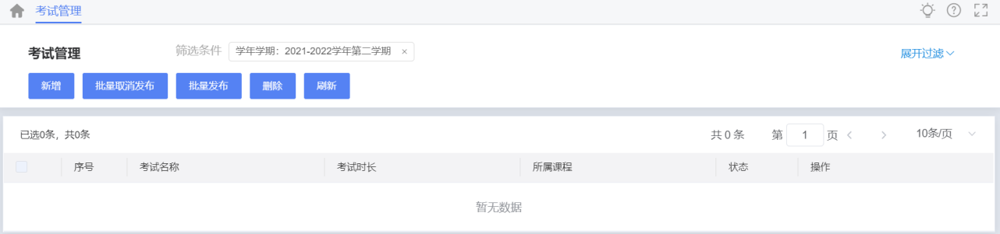 考试管理
考试管理 筛选条件 学年学期：2021-2022学年第二学期 × 展开过滤
新增 批量取消发布 批量发布 删除 刷新
已选0条，共0条 共 0 条 第 1 页 10条/页
序号 考试名称 考试时长 所属课程 状态 操作
暂无数据